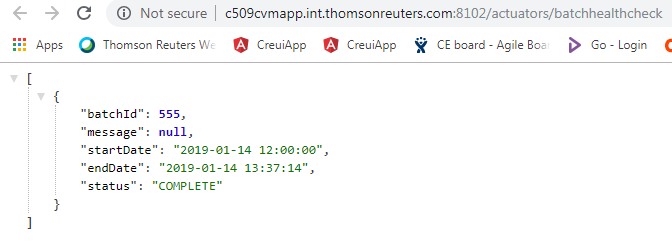 Not secure | c509cvmapp.int.thomsonreuters.com:8102/actuators/batchhealthcheck
Apps Thomson Reuters We CreuiApp CreuiApp CE board - Agile Boar Go - Login
[
{
"batchId": 555,
"message": null,
"startDate": "2019-01-14 12:00:00",
"endDate": "2019-01-14 13:37:14",
"status": "COMPLETE"
}
]